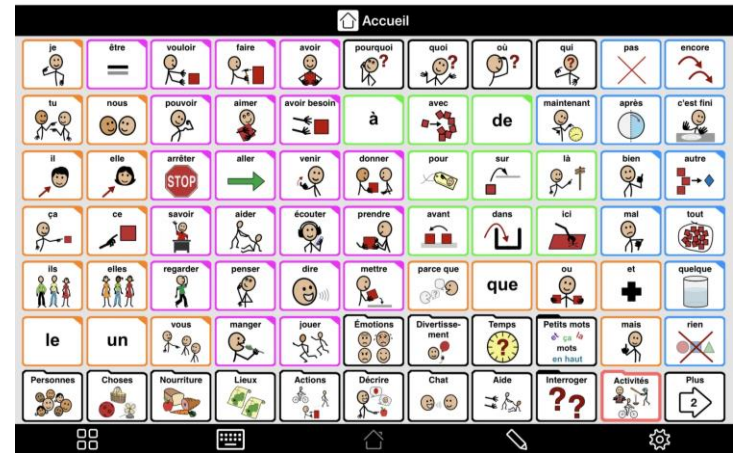 Accueil
je être vouloir faire avoir pourquoi quoi où qui pas encore
tu nous pouvoir aimer avoir besoin à avec de maintenant après c'est fini
il elle arrêter aller venir donner pour sur là bien autre
STOP
ça ce savoir aider écouter prendre avant dans ici mal tout
ils elles regarder penser dire mettre parce que que ou et quelque
le un vous manger jouer Émotions Divertisse-
ment Temps Petits mots mais rien
ça la
mots
en haut
Personnes Choses Nourriture Lieux Actions Décrire Chat Aide Interroger Activités Plus
2